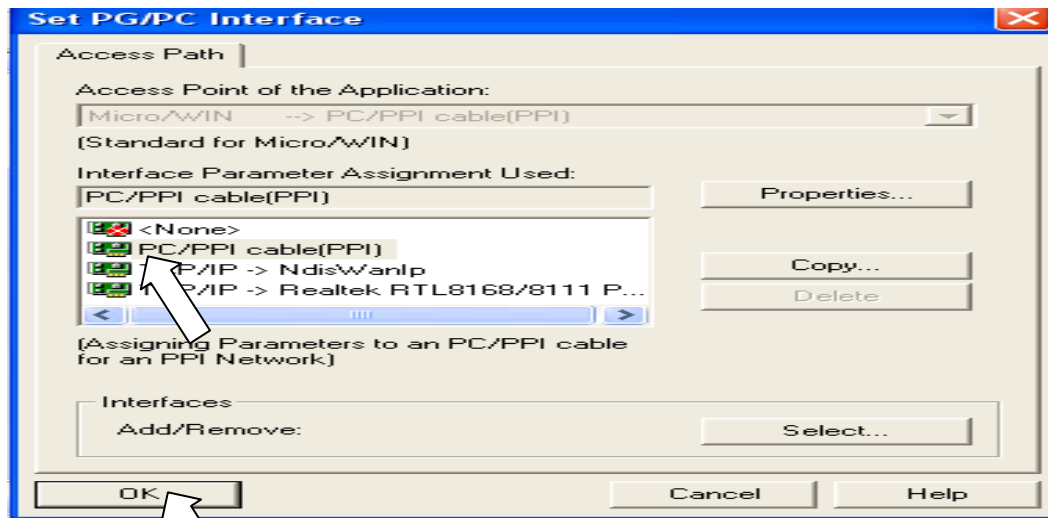 Set PG/PC Interface
Access Path
Access Point of the Application:
Micro/WIN --> PC/PPI cable(PPI)
(Standard for Micro/WIN)
Interface Parameter Assignment Used:
PC/PPI cable(PPI)
Properties...
<None>
PC/PPI cable(PPI)
P/IP -> NdisWanIp
Copy...
P/IP -> Realtek RTL8168/8111 P...
Delete
(Assigning Parameters to an PC/PPI cable
for an PPI Network)
Interfaces
Add/Remove:
Select...
OK
Cancel
Help